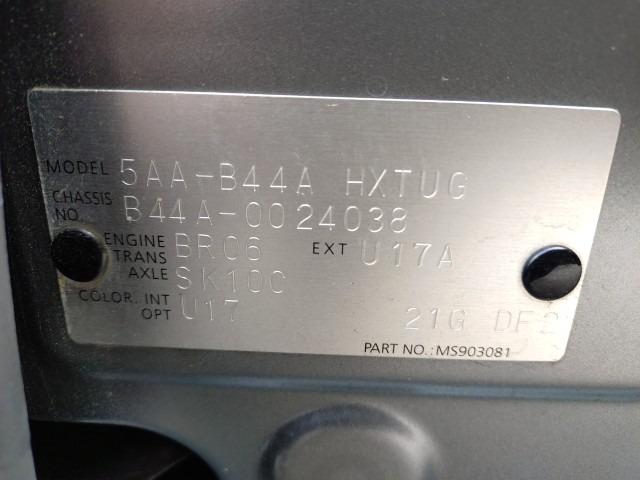 MODEL 5AA-B44A HXTUG
CHASSIS NO. B44A-0024038
ENGINE BR06 EXT U17A
TRANS AXLE SK10C
COLOR, INT U17
OPT 21G DF2
PART NO.: MS903081